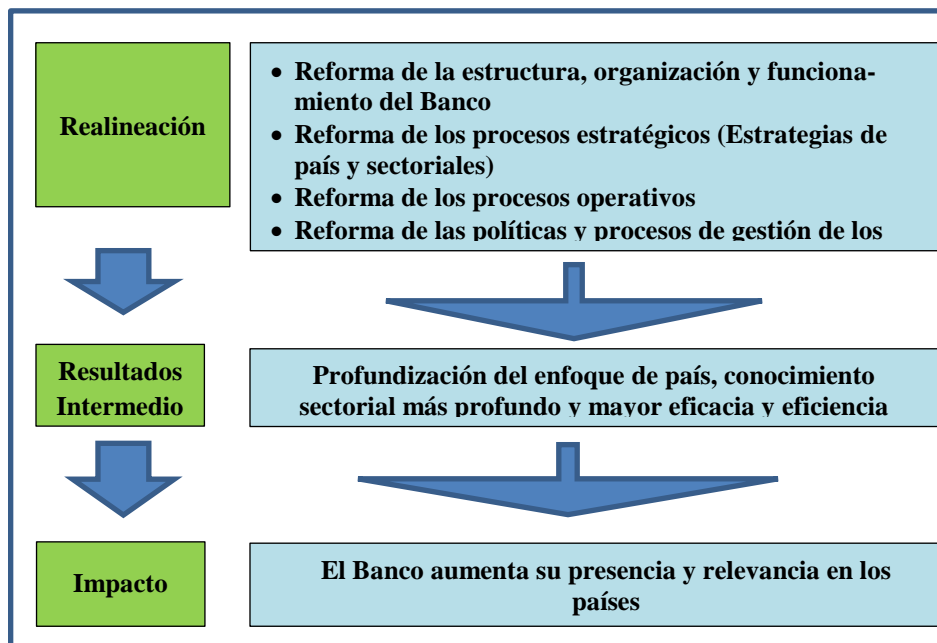 Realineación
• Reforma de la estructura, organización y funciona-
miento del Banco
• Reforma de los procesos estratégicos (Estrategias de
país y sectoriales)
• Reforma de los procesos operativos
• Reforma de las políticas y procesos de gestión de los
Resultados
Intermedio
Profundización del enfoque de país, conocimiento
sectorial más profundo y mayor eficacia y eficiencia
Impacto
El Banco aumenta su presencia y relevancia en los
países